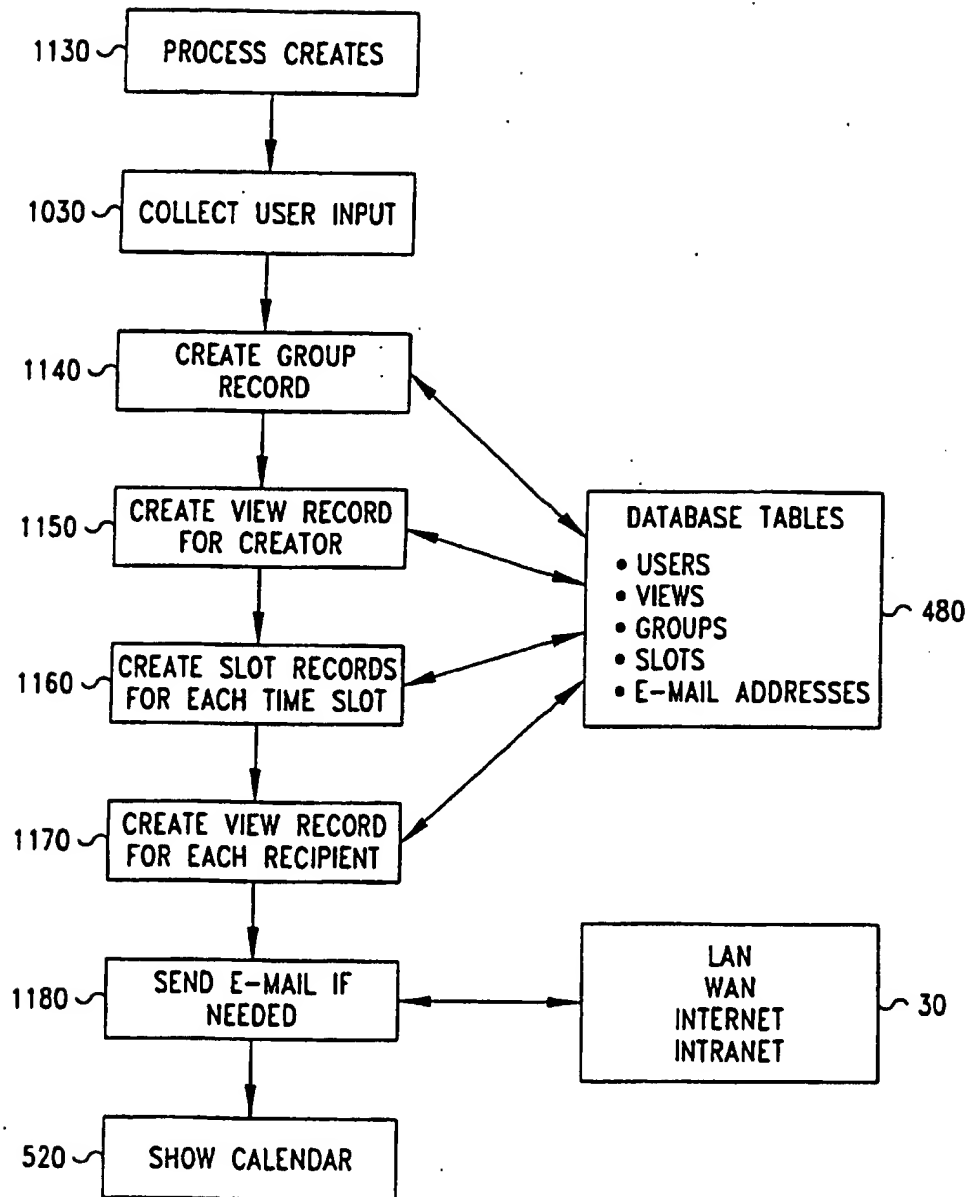 1130
PROCESS CREATES
1030
COLLECT USER INPUT
1140
CREATE GROUP
RECORD
1150
CREATE VIEW RECORD
FOR CREATOR
1160
CREATE SLOT RECORDS
FOR EACH TIME SLOT
1170
CREATE VIEW RECORD
FOR EACH RECIPIENT
1180
SEND E-MAIL IF
NEEDED
520
SHOW CALENDAR
DATABASE TABLES
• USERS
• VIEWS
• GROUPS
• SLOTS
• E-MAIL ADDRESSES
480
LAN
WAN
INTERNET
INTRANET
30